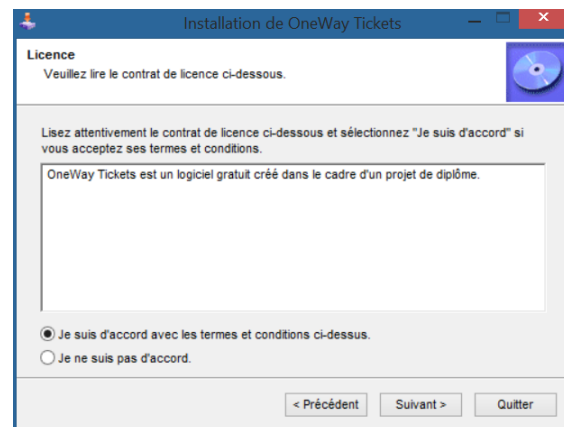 Installation de OneWay Tickets
Licence
Veuillez lire le contrat de licence ci-dessous.
Lisez attentivement le contrat de licence ci-dessous et sélectionnez "Je suis d'accord" si
vous acceptez ses termes et conditions.
OneWay Tickets est un logiciel gratuit créé dans le cadre d'un projet de diplôme.
Je suis d'accord avec les termes et conditions ci-dessus.
Je ne suis pas d'accord.
< Précédent Suivant > Quitter